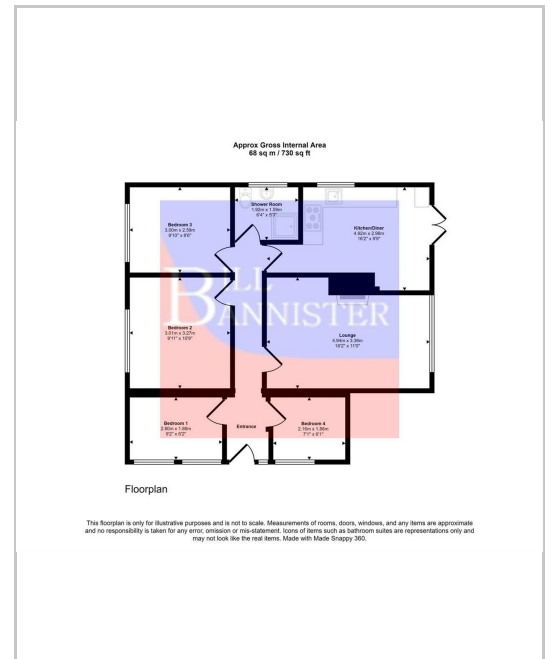 Approx Gross Internal Area
68 sq m / 730 sq ft
Shower Room
1.92m x 1.59m
6'4" x 5'3"
Bedroom 3
3.00m x 2.59m
9'10" x 8'6"
Kitchen/Diner
4.92m x 2.98m
16'2" x 9'9"
BILL
BANNISTER
Bedroom 2
3.01m x 3.27m
9'11" x 10'9"
Lounge
4.94m x 3.36m
16'2" x 11'0"
Bedroom 1
2.80m x 1.88m
9'2" x 6'2"
Entrance
Bedroom 4
2.16m x 1.86m
7'1" x 6'1"
Floorplan
This floorplan is only for illustrative purposes and is not to scale. Measurements of rooms, doors, windows, and any items are approximate
and no responsibility is taken for any error, omission or mis-statement. Icons of items such as bathroom suites are representations only and
may not look like the real items. Made with Made Snappy 360.